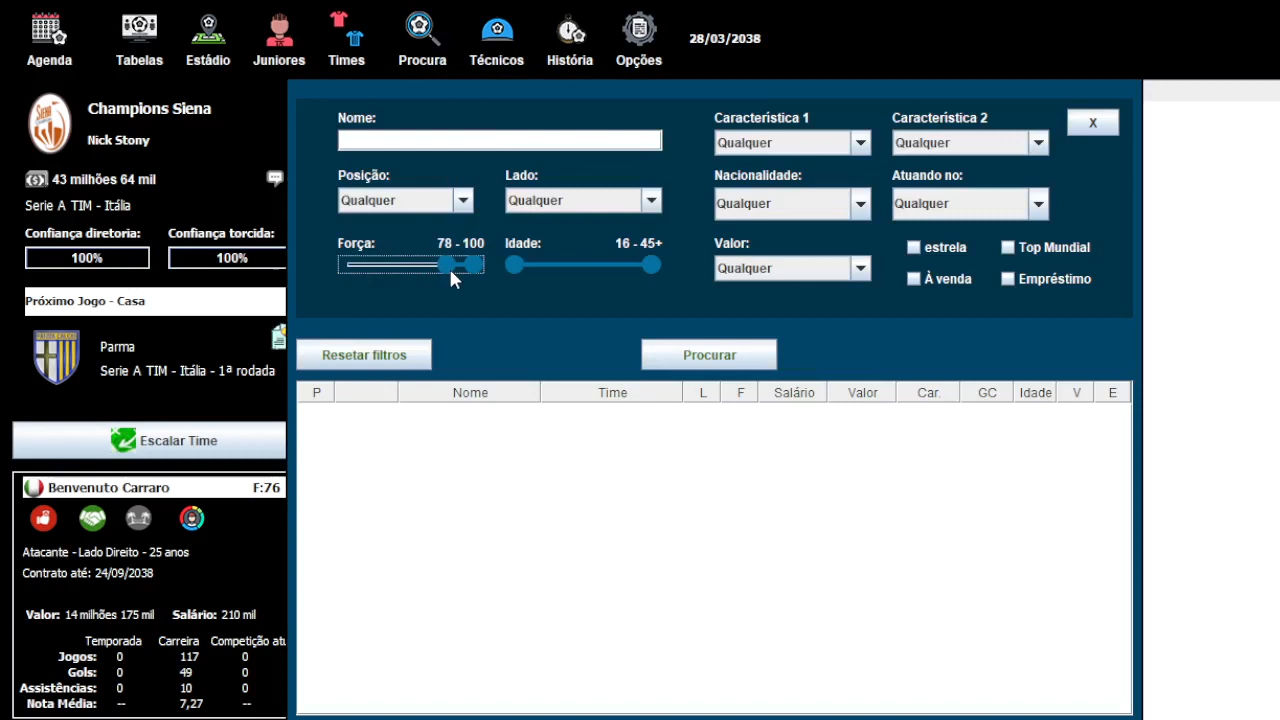 Agenda
Tabelas
Estádio
Juniores
Times
Procura
Técnicos
História
Opções
28/03/2038
Champions Siena
Nick Stony
43 milhões 64 mil
Serie A TIM - Itália
Confiança diretoria: Confiança torcida:
100% 100%
Próximo Jogo - Casa
Parma
Serie A TIM - Itália - 1ª rodada
Escalar Time
Benvenuto Carraro F:76
Atacante - Lado Direito - 25 anos
Contrato até: 24/09/2038
Valor: 14 milhões 175 mil Salário: 210 mil
Temporada Carreira Competição atu
Jogos: 0 117 0
Gols: 0 49 0
Assistências: 0 10 0
Nota Média: -- 7,27 --
Nome:
Posição: Lado:
Qualquer Qualquer
Força: 78 - 100 Idade: 16 - 45+
Característica 1 Característica 2
Qualquer Qualquer
X
Nacionalidade: Atuando no:
Qualquer Qualquer
Valor:
Qualquer
estrela Top Mundial
À venda Empréstimo
Resetar filtros Procurar
P Nome Time L F Salário Valor Car. GC Idade V E